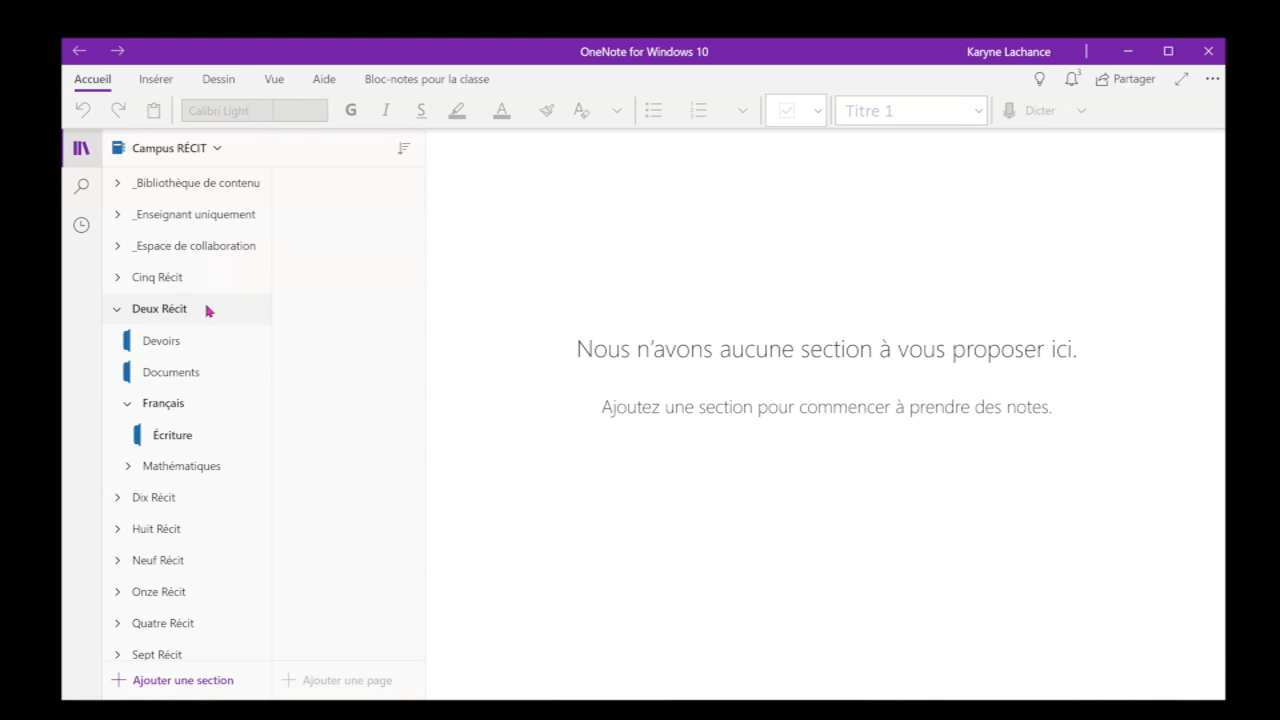 OneNote for Windows 10
Karyne Lachance
Accueil Insérer Dessin Vue Aide Bloc-notes pour la classe
3 Partager
Calibri Light G I S A A Titre 1 Dicter
Campus RÉCIT
_Bibliothèque de contenu
_Enseignant uniquement
_Espace de collaboration
Cinq Récit
Deux Récit
Devoirs
Documents
Français
Écriture
Mathématiques
Dix Récit
Huit Récit
Neuf Récit
Onze Récit
Quatre Récit
Sept Récit
Ajouter une section
Ajouter une page
Nous n'avons aucune section à vous proposer ici.
Ajoutez une section pour commencer à prendre des notes.